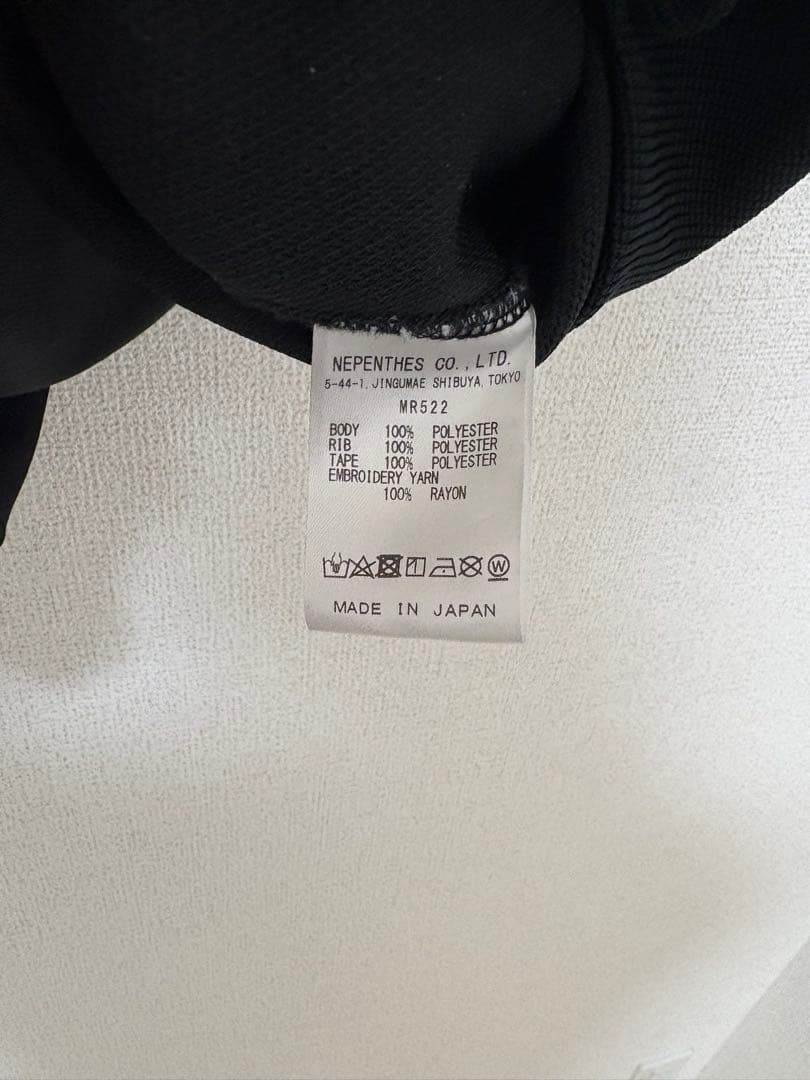 NEPENTHES CO., LTD.
5-44-1, JINGUMAE SHIBUYA, TOKYO
MR522
BODY 100% POLYESTER
RIB 100% POLYESTER
TAPE 100% POLYESTER
EMBROIDERY YARN
100% RAYON
W
MADE IN JAPAN